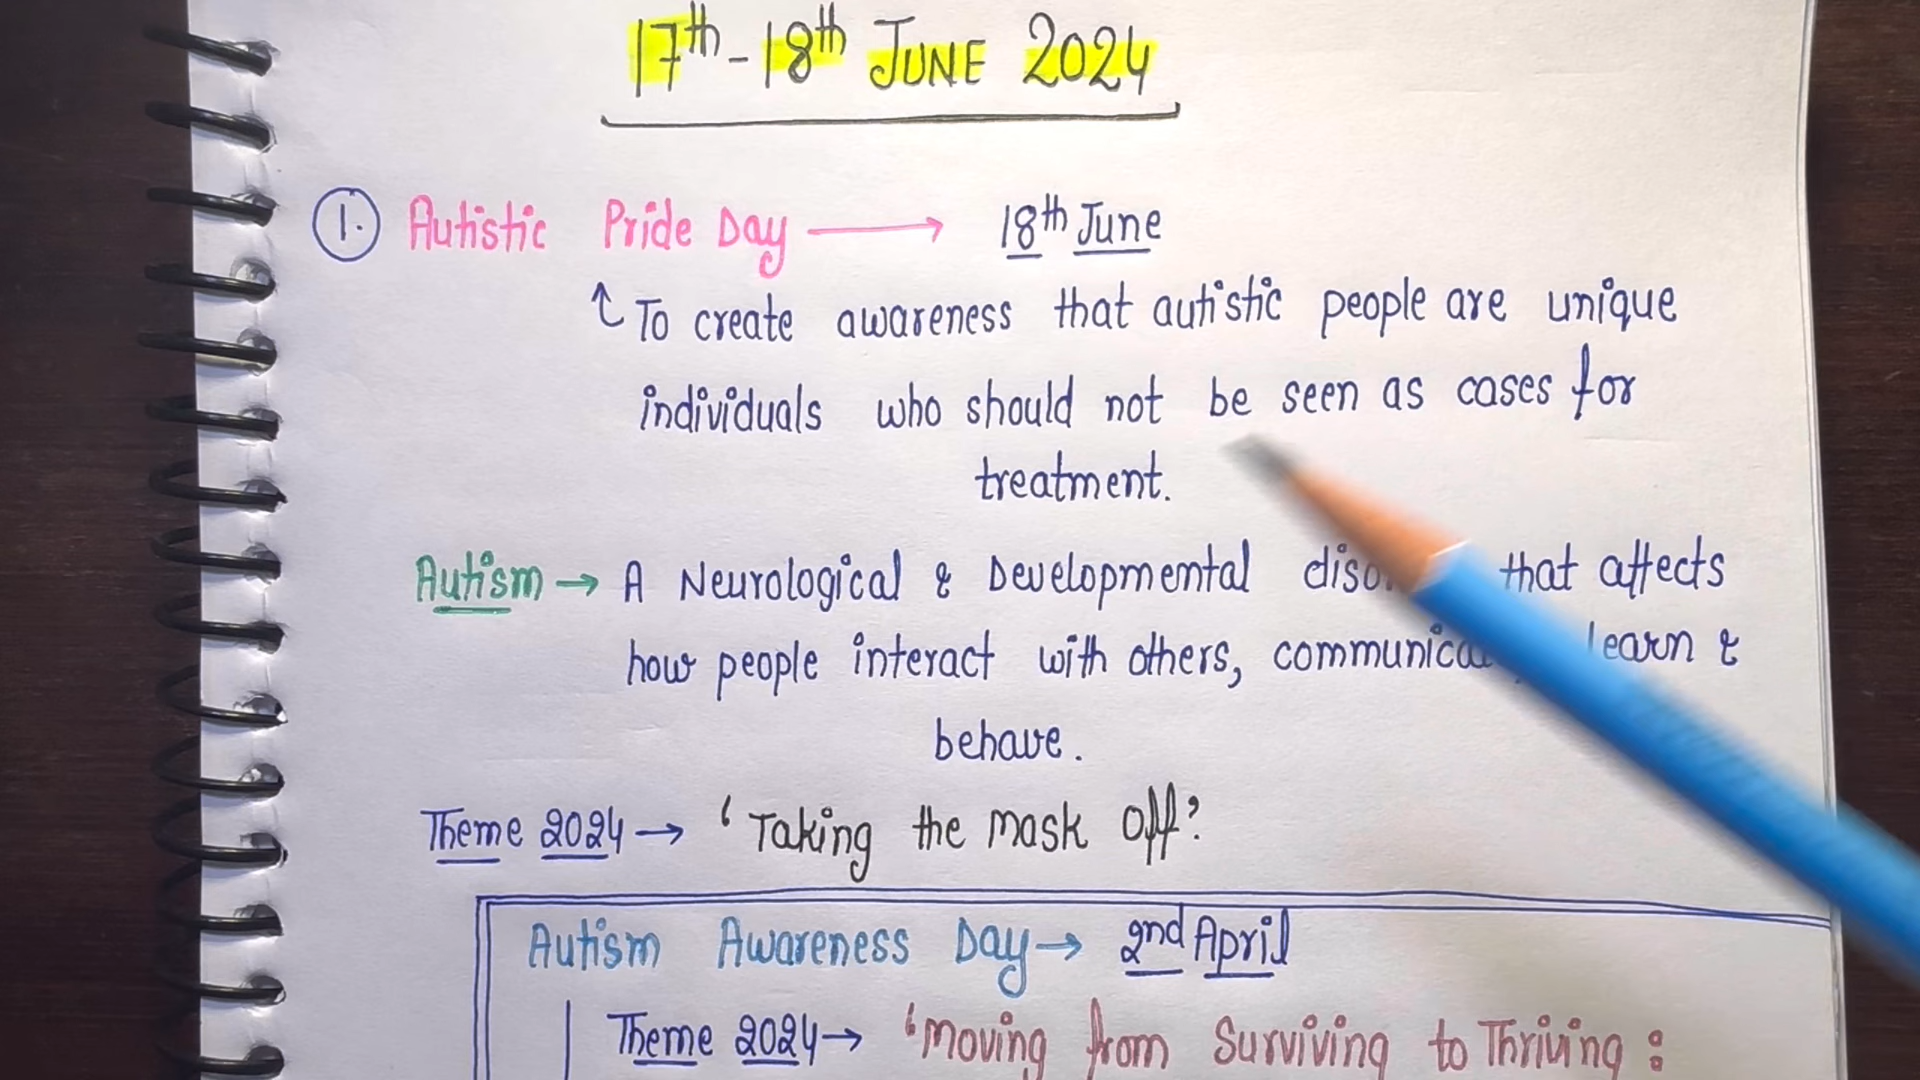 17th - 18th JUNE 2024
1. Autistic Pride Day → 18th June
To create awareness that autistic people are unique
individuals who should not be seen as cases for
treatment.
Autism → A Neurological & Developmental that affects
how people interact with others, learn &
behave.
Theme 2024 → 'Taking the mask off'
Autism Awareness Day → 2nd April
Theme 2024 → 'Moving from Surviving to Thriving :